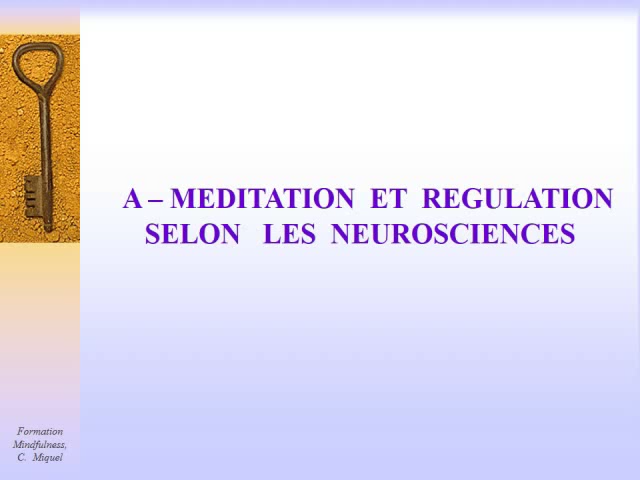 A – MEDITATION ET REGULATION
SELON LES NEUROSCIENCES
Formation
Mindfulness,
C. Miquel